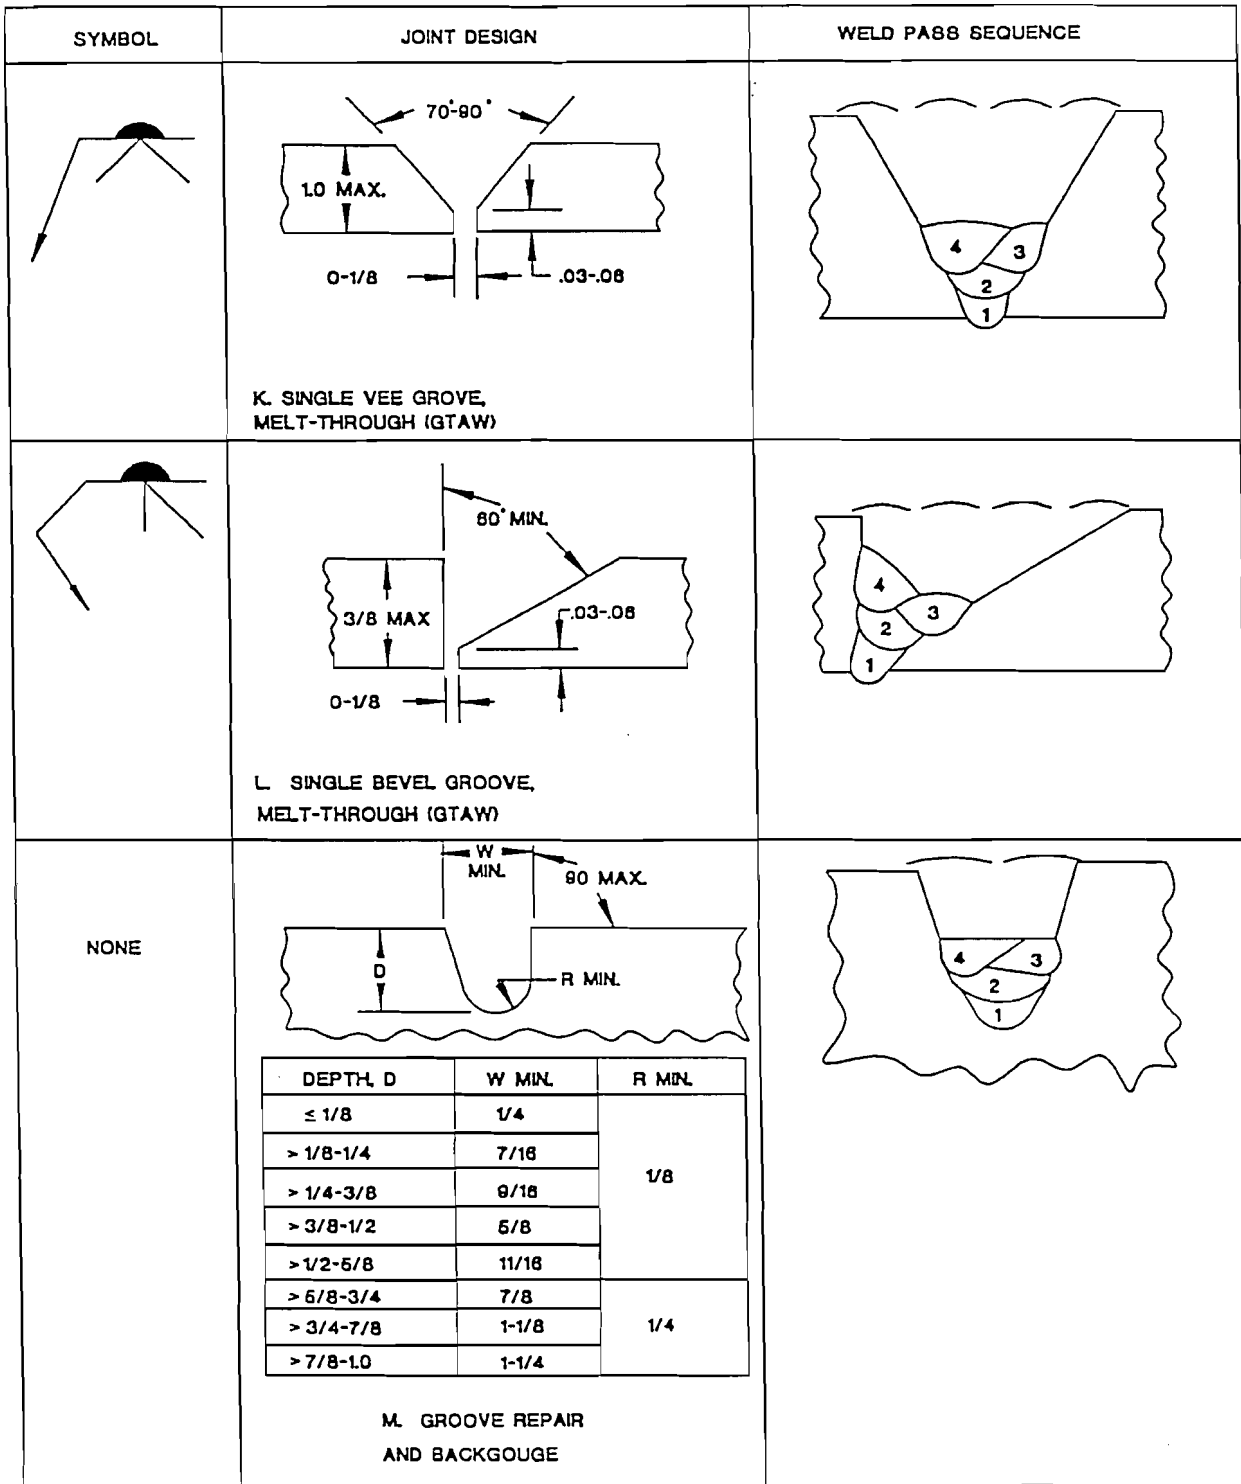 SYMBOL
JOINT DESIGN
WELD PASS SEQUENCE
70°-90°
1.0 MAX.
0-1/8
.03-.06
K. SINGLE VEE GROVE,
MELT-THROUGH (GTAW)
4
3
2
1
60° MIN.
3/8 MAX
.03-.06
0-1/8
L. SINGLE BEVEL GROOVE,
MELT-THROUGH (GTAW)
4
3
2
1
NONE
W
MIN.
90 MAX.
D
R MIN.
DEPTH, D W MIN. R MIN.
≤ 1/8 1/4
> 1/8-1/4 7/16
1/8
> 1/4-3/8 9/16
> 3/8-1/2 5/8
> 1/2-5/8 11/16
> 5/8-3/4 7/8
> 3/4-7/8 1-1/8 1/4
> 7/8-1.0 1-1/4
M. GROOVE REPAIR
AND BACKGOUGE
4
3
2
1